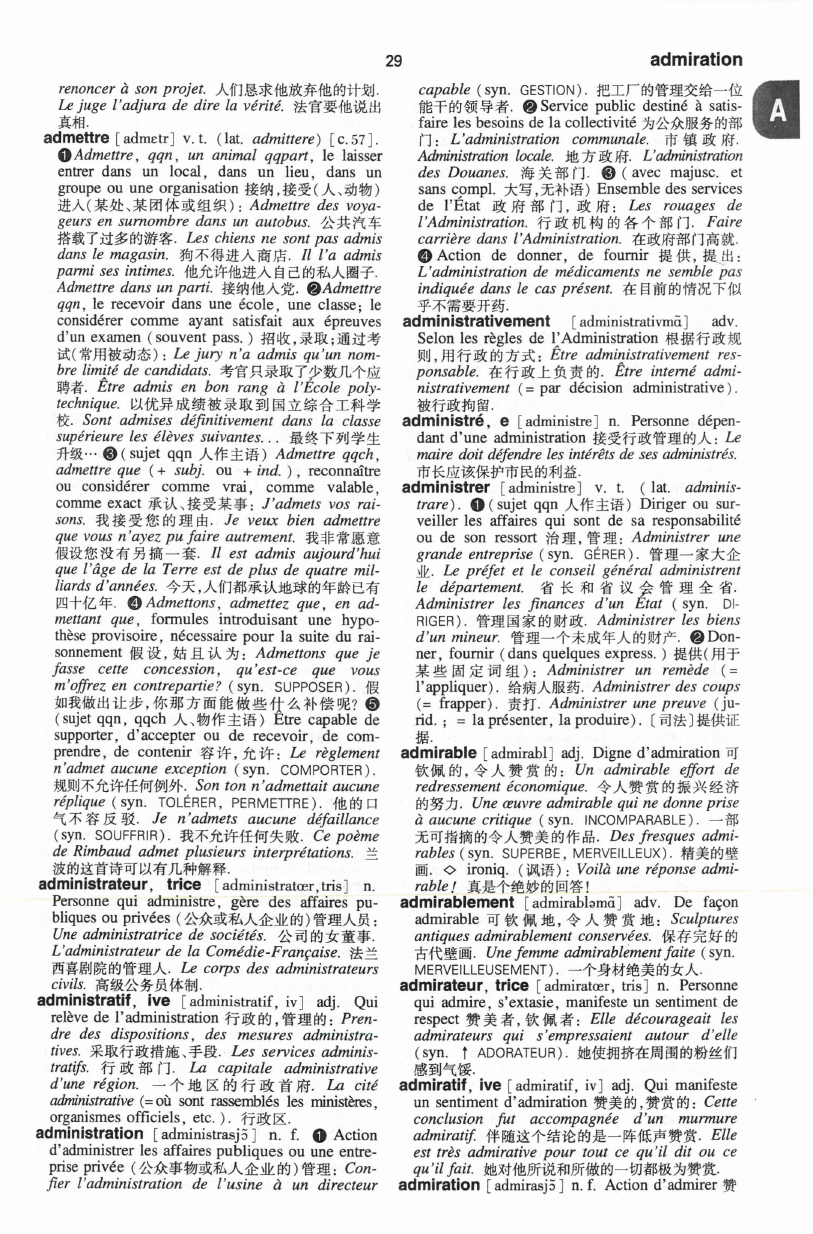 29
admiration
A
renoncer à son projet. 人们恳求他放弃他的计划.
Le juge l'adjura de dire la vérité. 法官要他说出
真相.
admettre [admɛtr] v. t. (lat. admittere) [c. 57].
❶ Admettre, qqn, un animal qqpart, le laisser
entrer dans un local, dans un lieu, dans un
groupe ou une organisation 接纳,接受(人、动物)
进入(某处、某团体或组织): Admettre des voya-
geurs en surnombre dans un autobus. 公共汽车
搭载了过多的游客. Les chiens ne sont pas admis
dans le magasin. 狗不得进入商店. Il l'a admis
parmi ses intimes. 他允许他进入自己的私人圈子.
Admettre dans un parti. 接纳他入党. ❷ Admettre
qqn, le recevoir dans une école, une classe; le
considérer comme ayant satisfait aux épreuves
d'un examen (souvent pass.) 招收,录取;通过考
试(常用被动态): Le jury n'a admis qu'un nom-
bre limité de candidats. 考官只录取了少数几个应
聘者. Être admis en bon rang à l'École poly-
technique. 以优异成绩被录取到国立综合工科学
校. Sont admises définitivement dans la classe
supérieure les élèves suivantes... 最终下列学生
升级… ❸ (sujet qqn 人作主语) Admettre qqch,
admettre que (+ subj. ou + ind.), reconnaître
ou considérer comme vrai, comme valable,
comme exact 承认、接受某事: J'admets vos rai-
sons. 我接受您的理由. Je veux bien admettre
que vous n'ayez pu faire autrement. 我非常愿意
假设您没有另搞一套. Il est admis aujourd'hui
que l'âge de la Terre est de plus de quatre mil-
liards d'années. 今天,人们都承认地球的年龄已有
四十亿年. ❹ Admettons, admettez que, en ad-
mettant que, formules introduisant une hypo-
thèse provisoire, nécessaire pour la suite du rai-
sonnement 假设,姑且认为: Admettons que je
fasse cette concession, qu'est-ce que vous
m'offrez en contrepartie? (syn. SUPPOSER). 假
如我做出让步,你那方面能做些什么补偿呢? ❺
(sujet qqn, qqch 人、物作主语) Être capable de
supporter, d'accepter ou de recevoir, de com-
prendre, de contenir 容许,允许: Le règlement
n'admet aucune exception (syn. COMPORTER).
规则不允许任何例外. Son ton n'admettait aucune
réplique (syn. TOLÉRER, PERMETTRE). 他的口
气不容反驳. Je n'admets aucune défaillance
(syn. SOUFFRIR). 我不允许任何失败. Ce poème
de Rimbaud admet plusieurs interprétations. 兰
波的这首诗可以有几种解释.
administrateur, trice [administratœr, tris] n.
Personne qui administre, gère des affaires pu-
bliques ou privées (公众或私人企业的)管理人员:
Une administratrice de sociétés. 公司的女董事.
L'administrateur de la Comédie-Française. 法兰
西喜剧院的管理人. Le corps des administrateurs
civils. 高级公务员体制.
administratif, ive [administratif, iv] adj. Qui
relève de l'administration 行政的,管理的: Pren-
dre des dispositions, des mesures administra-
tives. 采取行政措施、手段. Les services adminis-
tratifs. 行政部门. La capitale administrative
d'une région. 一个地区的行政首府. La cité
administrative (= où sont rassemblés les ministères,
organismes officiels, etc.). 行政区.
administration [administrasjɔ̃] n. f. ❶ Action
d'administrer les affaires publiques ou une entre-
prise privée (公众事物或私人企业的)管理: Con-
fier l'administration de l'usine à un directeur
capable (syn. GESTION). 把工厂的管理交给一位
能干的领导者. ❷ Service public destiné à satis-
faire les besoins de la collectivité 为公众服务的部
门: L'administration communale. 市镇政府.
Administration locale. 地方政府. L'administration
des Douanes. 海关部门. ❸ (avec majusc. et
sans compl. 大写,无补语) Ensemble des services
de l'État 政府部门,政府: Les rouages de
l'Administration. 行政机构的各个部门. Faire
carrière dans l'Administration. 在政府部门高就.
❹ Action de donner, de fournir 提供,提出:
L'administration de médicaments ne semble pas
indiquée dans le cas présent. 在目前的情况下似
乎不需要开药.
administrativement [administrativmɑ̃] adv.
Selon les règles de l'Administration 根据行政规
则,用行政的方式: Être administrativement res-
ponsable. 在行政上负责的. Être interné admi-
nistrativement (= par décision administrative).
被行政拘留.
administré, e [administre] n. Personne dépen-
dant d'une administration 接受行政管理的人: Le
maire doit défendre les intérêts de ses administrés.
市长应该保护市民的利益.
administrer [administre] v. t. (lat. adminis-
trare). ❶ (sujet qqn 人作主语) Diriger ou sur-
veiller les affaires qui sont de sa responsabilité
ou de son ressort 治理,管理: Administrer une
grande entreprise (syn. GÉRER). 管理一家大企
业. Le préfet et le conseil général administrent
le département. 省长和省议会管理全省.
Administrer les finances d'un État (syn. DI-
RIGER). 管理国家的财政. Administrer les biens
d'un mineur. 管理一个未成年人的财产. ❷ Don-
ner, fournir (dans quelques express.) 提供(用于
某些固定词组): Administrer un remède (=
l'appliquer). 给病人服药. Administrer des coups
(= frapper). 责打. Administrer une preuve (ju-
rid. ; = la présenter, la produire). 〔司法〕提供证
据.
admirable [admirabl] adj. Digne d'admiration 可
钦佩的,令人赞赏的: Un admirable effort de
redressement économique. 令人赞赏的振兴经济
的努力. Une œuvre admirable qui ne donne prise
à aucune critique (syn. INCOMPARABLE). 一部
无可指摘的令人赞美的作品. Des fresques admi-
rables (syn. SUPERBE, MERVEILLEUX). 精美的壁
画. ◇ ironiq. (讽语): Voilà une réponse admi-
rable! 真是个绝妙的回答!
admirablement [admirabləmɑ̃] adv. De façon
admirable 可钦佩地,令人赞赏地: Sculptures
antiques admirablement conservées. 保存完好的
古代壁画. Une femme admirablement faite (syn.
MERVEILLEUSEMENT). 一个身材绝美的女人.
admirateur, trice [admiratœr, tris] n. Personne
qui admire, s'extasie, manifeste un sentiment de
respect 赞美者,钦佩者: Elle décourageait les
admirateurs qui s'empressaient autour d'elle
(syn. ↑ ADORATEUR). 她使拥挤在周围的粉丝们
感到气馁.
admiratif, ive [admiratif, iv] adj. Qui manifeste
un sentiment d'admiration 赞美的,赞赏的: Cette
conclusion fut accompagnée d'un murmure
admiratif. 伴随这个结论的是一阵低声赞赏. Elle
est très admirative pour tout ce qu'il dit ou ce
qu'il fait. 她对他所说和所做的一切都极为赞赏.
admiration [admirasjɔ̃] n. f. Action d'admirer 赞